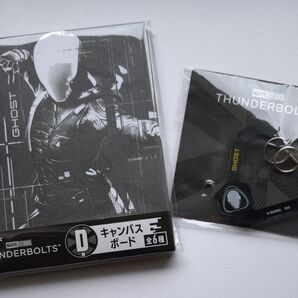 GHOST
MARVEL STUDIOS
THUNDERBOLTS
D賞
キャンバス
ボード
全6種
MARVEL STUDIOS
THUNDERBOLTS
GHOST